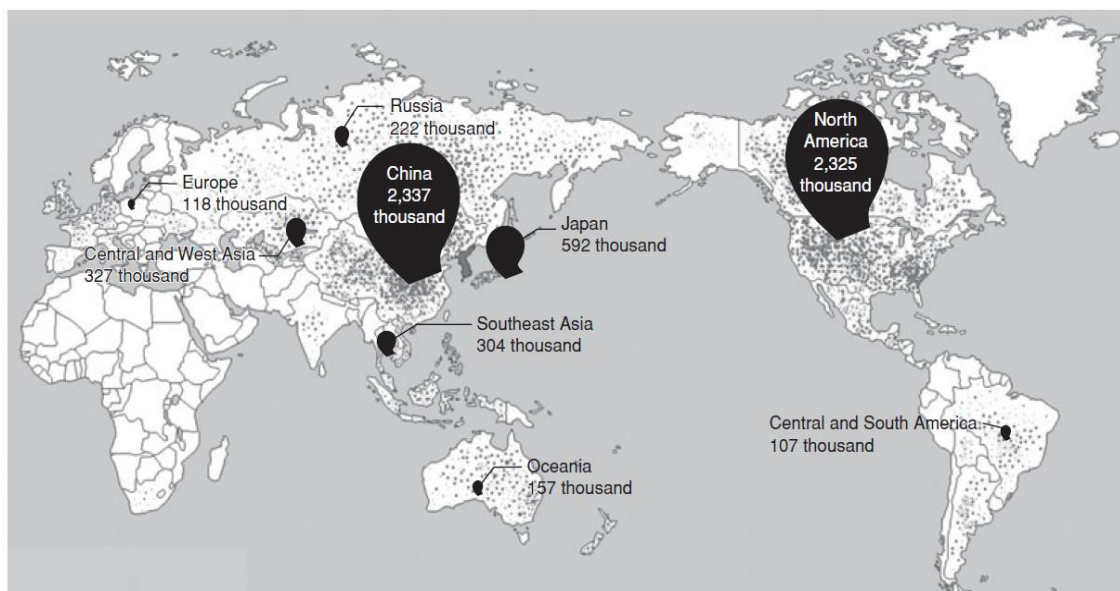 Russia
222 thousand
China
2,337
thousand
North
America
2,325
thousand
Europe
118 thousand
Japan
592 thousand
Central and West Asia
327 thousand
Southeast Asia
304 thousand
Central and South America
107 thousand
Oceania
157 thousand